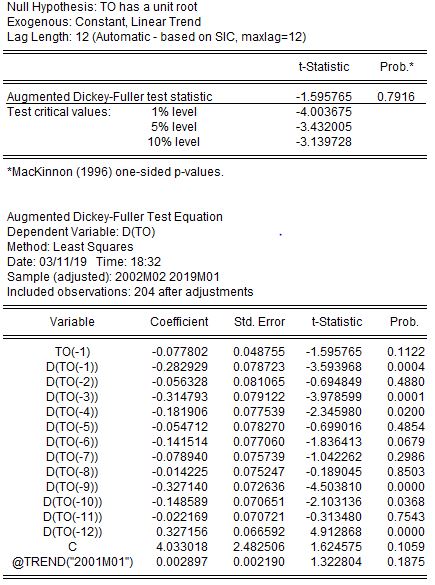 Null Hypothesis: TO has a unit root
Exogenous: Constant, Linear Trend
Lag Length: 12 (Automatic - based on SIC, maxlag=12)
t-Statistic Prob.*
Augmented Dickey-Fuller test statistic -1.595765 0.7916
Test critical values: 1% level -4.003675
5% level -3.432005
10% level -3.139728
*MacKinnon (1996) one-sided p-values.
Augmented Dickey-Fuller Test Equation
Dependent Variable: D(TO)
Method: Least Squares
Date: 03/11/19 Time: 18:32
Sample (adjusted): 2002M02 2019M01
Included observations: 204 after adjustments
Variable Coefficient Std. Error t-Statistic Prob.
TO(-1) -0.077802 0.048755 -1.595765 0.1122
D(TO(-1)) -0.282929 0.078723 -3.593968 0.0004
D(TO(-2)) -0.056328 0.081065 -0.694849 0.4880
D(TO(-3)) -0.314793 0.079122 -3.978599 0.0001
D(TO(-4)) -0.181906 0.077539 -2.345980 0.0200
D(TO(-5)) -0.054712 0.078270 -0.699016 0.4854
D(TO(-6)) -0.141514 0.077060 -1.836413 0.0679
D(TO(-7)) -0.078940 0.075739 -1.042262 0.2986
D(TO(-8)) -0.014225 0.075247 -0.189045 0.8503
D(TO(-9)) -0.327140 0.072636 -4.503810 0.0000
D(TO(-10)) -0.148589 0.070651 -2.103136 0.0368
D(TO(-11)) -0.022169 0.070721 -0.313480 0.7543
D(TO(-12)) 0.327156 0.066592 4.912868 0.0000
C 4.033018 2.482506 1.624575 0.1059
@TREND("2001M01") 0.002897 0.002190 1.322804 0.1875